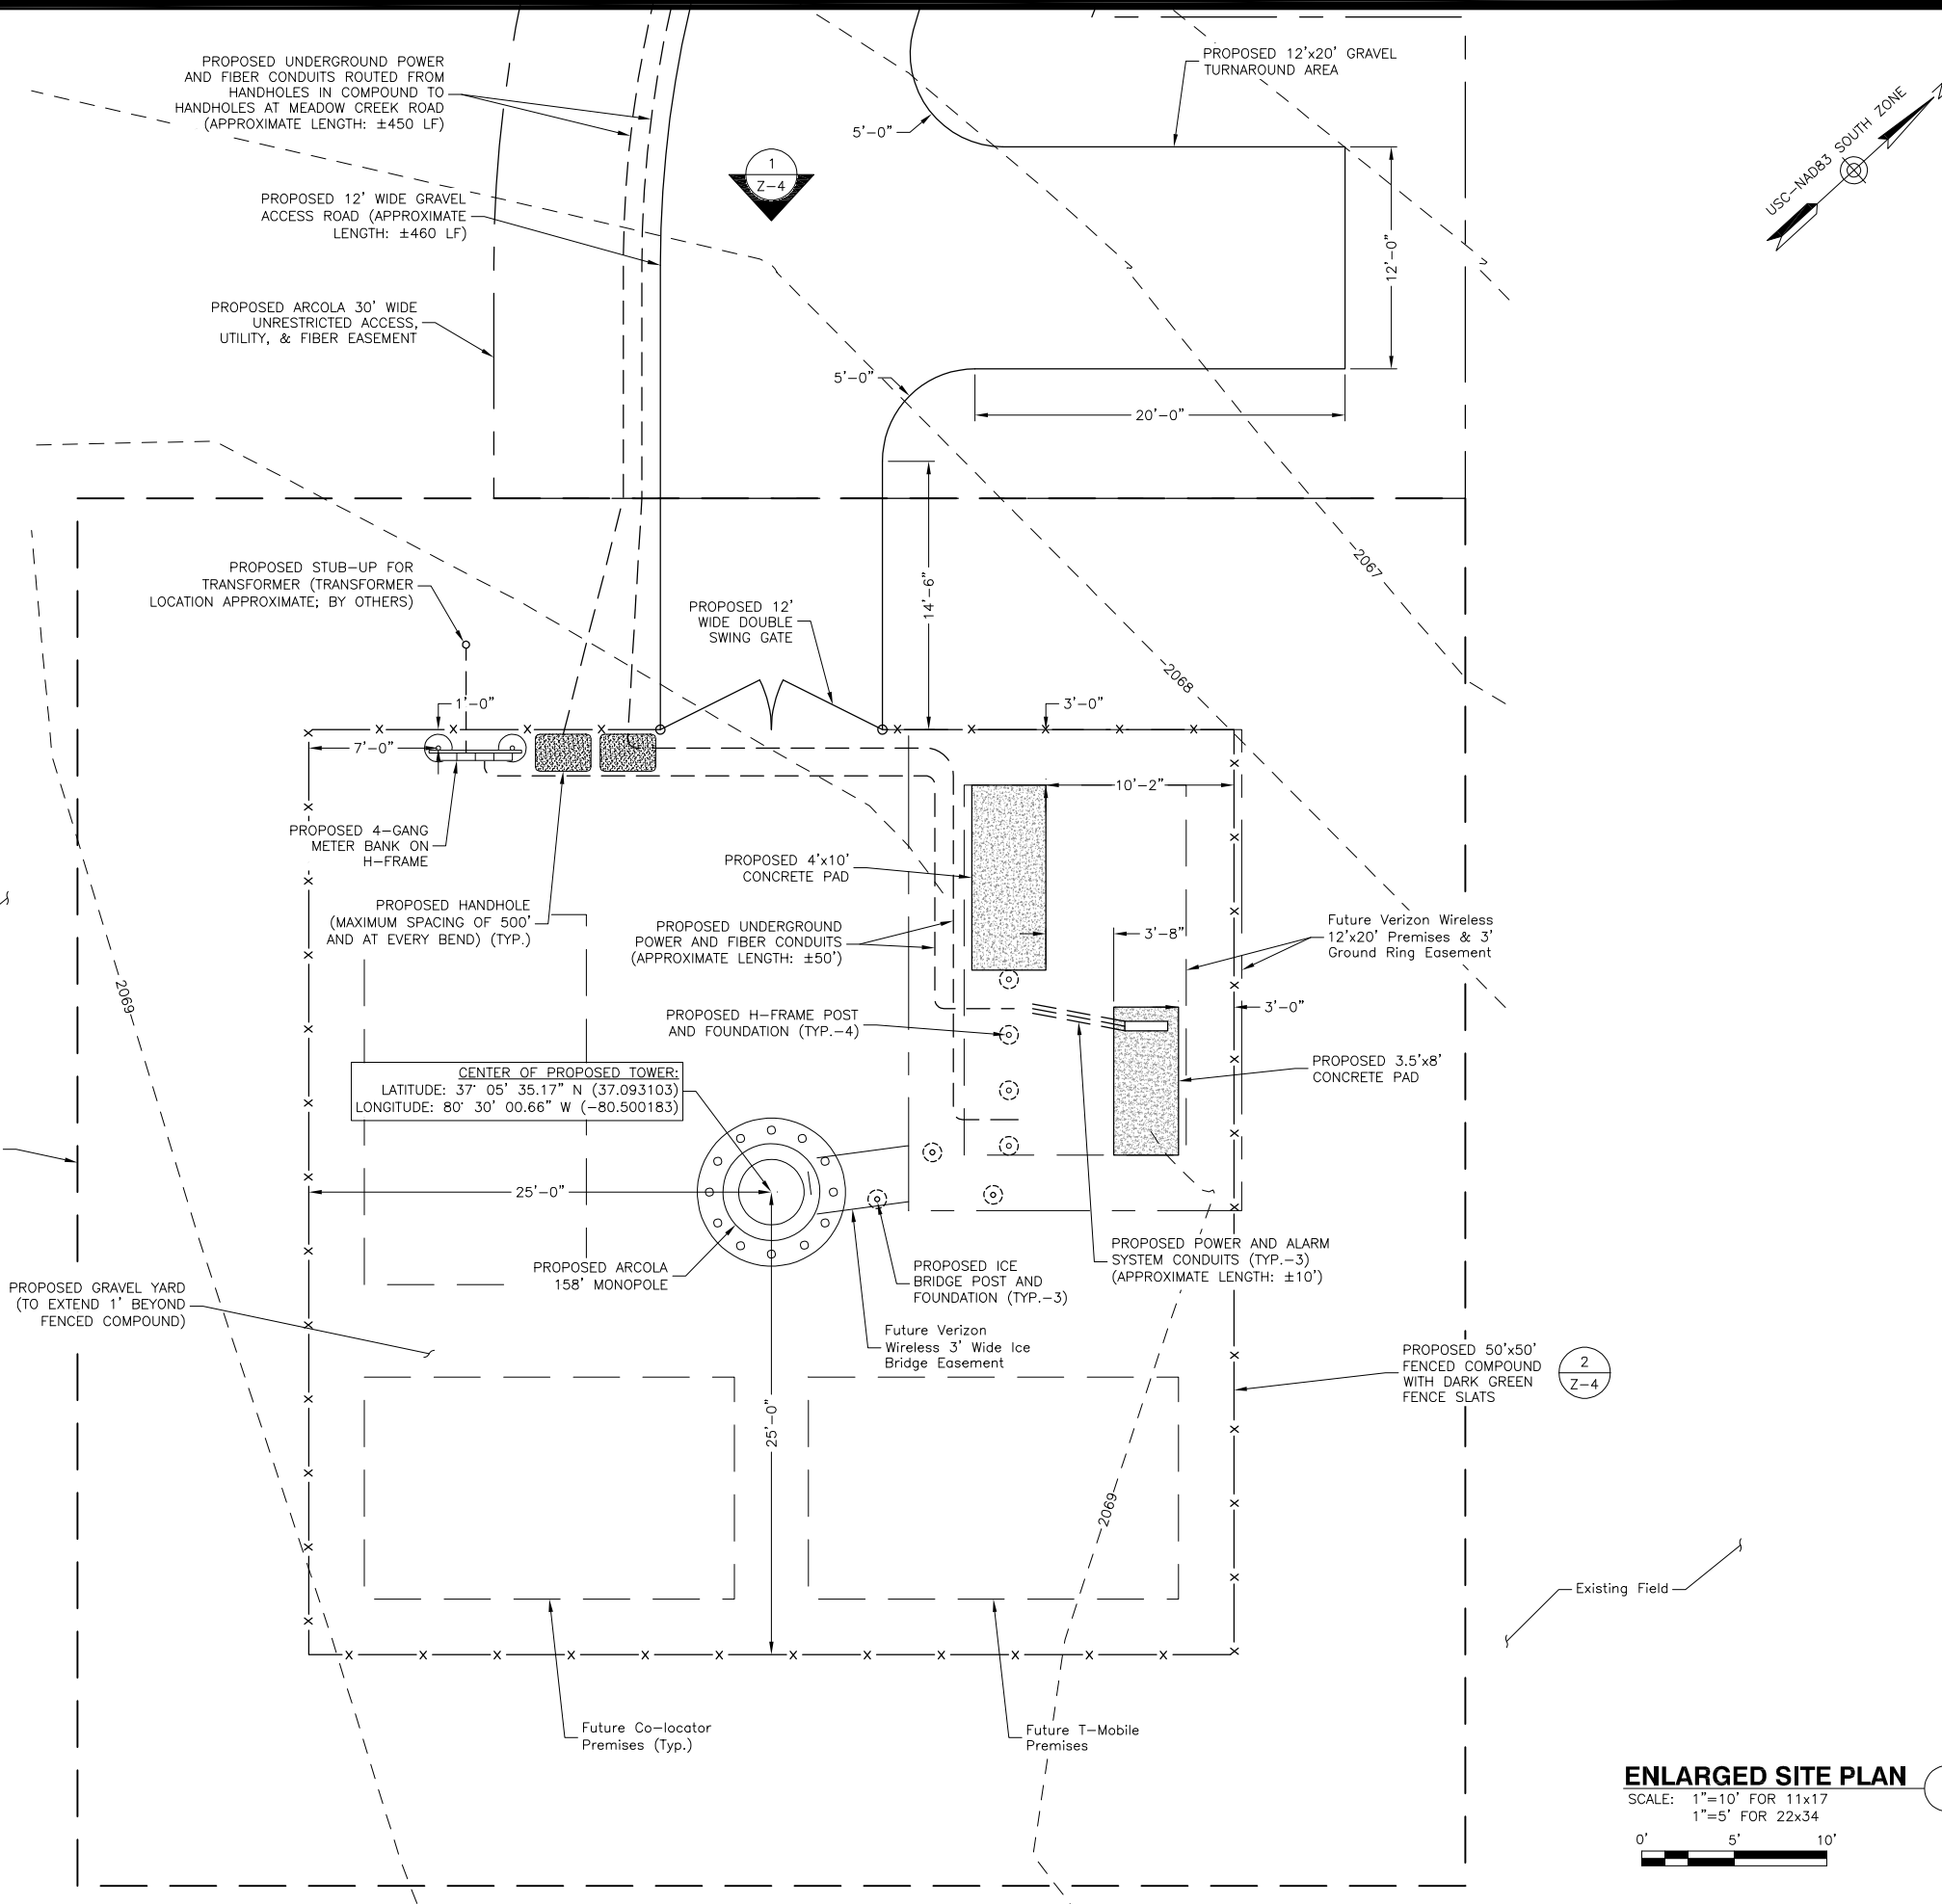 PROPOSED UNDERGROUND POWER
AND FIBER CONDUITS ROUTED FROM
HANDHOLES IN COMPOUND TO
HANDHOLES AT MEADOW CREEK ROAD
(APPROXIMATE LENGTH: ±450 LF)
PROPOSED 12'x20' GRAVEL
TURNAROUND AREA
USC-NAD83 SOUTH ZONE
N
5'-0"
1
Z-4
PROPOSED 12' WIDE GRAVEL
ACCESS ROAD (APPROXIMATE
LENGTH: ±460 LF)
12'-0"
PROPOSED ARCOLA 30' WIDE
UNRESTRICTED ACCESS,
UTILITY, & FIBER EASEMENT
5'-0"
20'-0"
PROPOSED STUB-UP FOR
TRANSFORMER (TRANSFORMER
LOCATION APPROXIMATE; BY OTHERS)
PROPOSED 12'
WIDE DOUBLE
SWING GATE
14'-6"
2067
2068
1'-0"
3'-0"
7'-0"
10'-2"
PROPOSED 4-GANG
METER BANK ON
H-FRAME
PROPOSED 4'x10'
CONCRETE PAD
PROPOSED HANDHOLE
(MAXIMUM SPACING OF 500'
AND AT EVERY BEND) (TYP.)
PROPOSED UNDERGROUND
POWER AND FIBER CONDUITS
(APPROXIMATE LENGTH: ±50')
3'-8"
Future Verizon Wireless
12'x20' Premises & 3'
Ground Ring Easement
2069
PROPOSED H-FRAME POST
AND FOUNDATION (TYP.-4)
3'-0"
PROPOSED 3.5'x8'
CONCRETE PAD
CENTER OF PROPOSED TOWER:
LATITUDE: 37° 05' 35.17" N (37.093103)
LONGITUDE: 80° 30' 00.66" W (-80.500183)
25'-0"
PROPOSED ARCOLA
158' MONOPOLE
PROPOSED ICE
BRIDGE POST AND
FOUNDATION (TYP.-3)
PROPOSED POWER AND ALARM
SYSTEM CONDUITS (TYP.-3)
(APPROXIMATE LENGTH: ±10')
PROPOSED GRAVEL YARD
(TO EXTEND 1' BEYOND
FENCED COMPOUND)
Future Verizon
Wireless 3' Wide Ice
Bridge Easement
PROPOSED 50'x50'
FENCED COMPOUND
WITH DARK GREEN
FENCE SLATS
2
Z-4
25'-0"
2069
Existing Field
Future Co-locator
Premises (Typ.)
Future T-Mobile
Premises
ENLARGED SITE PLAN
SCALE: 1"=10' FOR 11x17
1"=5' FOR 22x34
0' 5' 10'